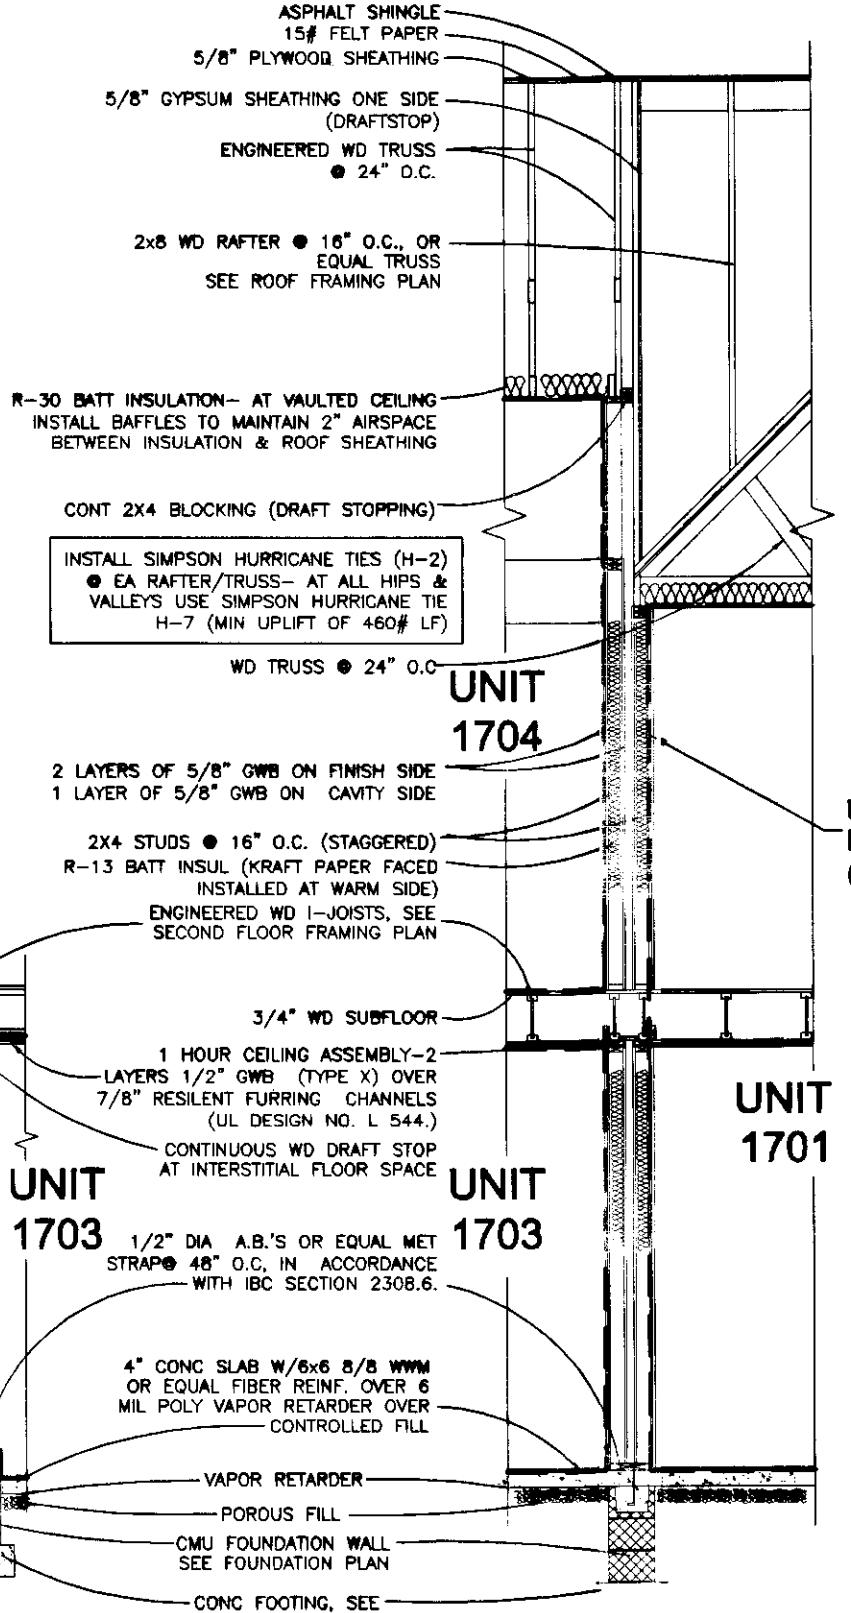 ASPHALT SHINGLE
15# FELT PAPER
5/8" PLYWOOD SHEATHING
5/8" GYPSUM SHEATHING ONE SIDE
(DRAFTSTOP)
ENGINEERED WD TRUSS
@ 24" O.C.
2x8 WD RAFTER @ 16" O.C., OR
EQUAL TRUSS
SEE ROOF FRAMING PLAN
R-30 BATT INSULATION- AT VAULTED CEILING
INSTALL BAFFLES TO MAINTAIN 2" AIRSPACE
BETWEEN INSULATION & ROOF SHEATHING
CONT 2X4 BLOCKING (DRAFT STOPPING)
INSTALL SIMPSON HURRICANE TIES (H-2)
@ EA RAFTER/TRUSS- AT ALL HIPS &
VALLEYS USE SIMPSON HURRICANE TIE
H-7 (MIN UPLIFT OF 460# LF)
WD TRUSS @ 24" O.C
UNIT
1704
2 LAYERS OF 5/8" GWB ON FINISH SIDE
1 LAYER OF 5/8" GWB ON CAVITY SIDE
2X4 STUDS @ 16" O.C. (STAGGERED)
R-13 BATT INSUL (KRAFT PAPER FACED
INSTALLED AT WARM SIDE)
ENGINEERED WD I-JOISTS, SEE
SECOND FLOOR FRAMING PLAN
3/4" WD SUBFLOOR
1 HOUR CEILING ASSEMBLY-2
LAYERS 1/2" GWB (TYPE X) OVER
7/8" RESILENT FURRING CHANNELS
(UL DESIGN NO. L 544.)
CONTINUOUS WD DRAFT STOP
AT INTERSTITIAL FLOOR SPACE
UNIT
1701
UNIT
1703
UNIT
1703
1/2" DIA A.B.'S OR EQUAL MET
STRAP@ 48" O.C, IN ACCORDANCE
WITH IBC SECTION 2308.6.
4" CONC SLAB W/6x6 8/8 WWM
OR EQUAL FIBER REINF. OVER 6
MIL POLY VAPOR RETARDER OVER
CONTROLLED FILL
VAPOR RETARDER
POROUS FILL
CMU FOUNDATION WALL
SEE FOUNDATION PLAN
CONC FOOTING, SEE